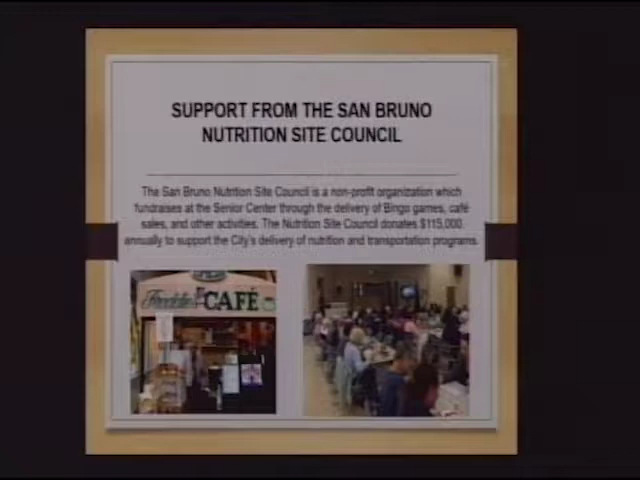 SUPPORT FROM THE SAN BRUNO
NUTRITION SITE COUNCIL
The San Bruno Nutrition Site Council is a non-profit organization which
fundraises at the Senior Center through the delivery of Bingo games, café
sales, and other activities. The Nutrition Site Council donates $115,000
annually to support the City's delivery of nutrition and transportation programs.
Freddie's CAFÉ